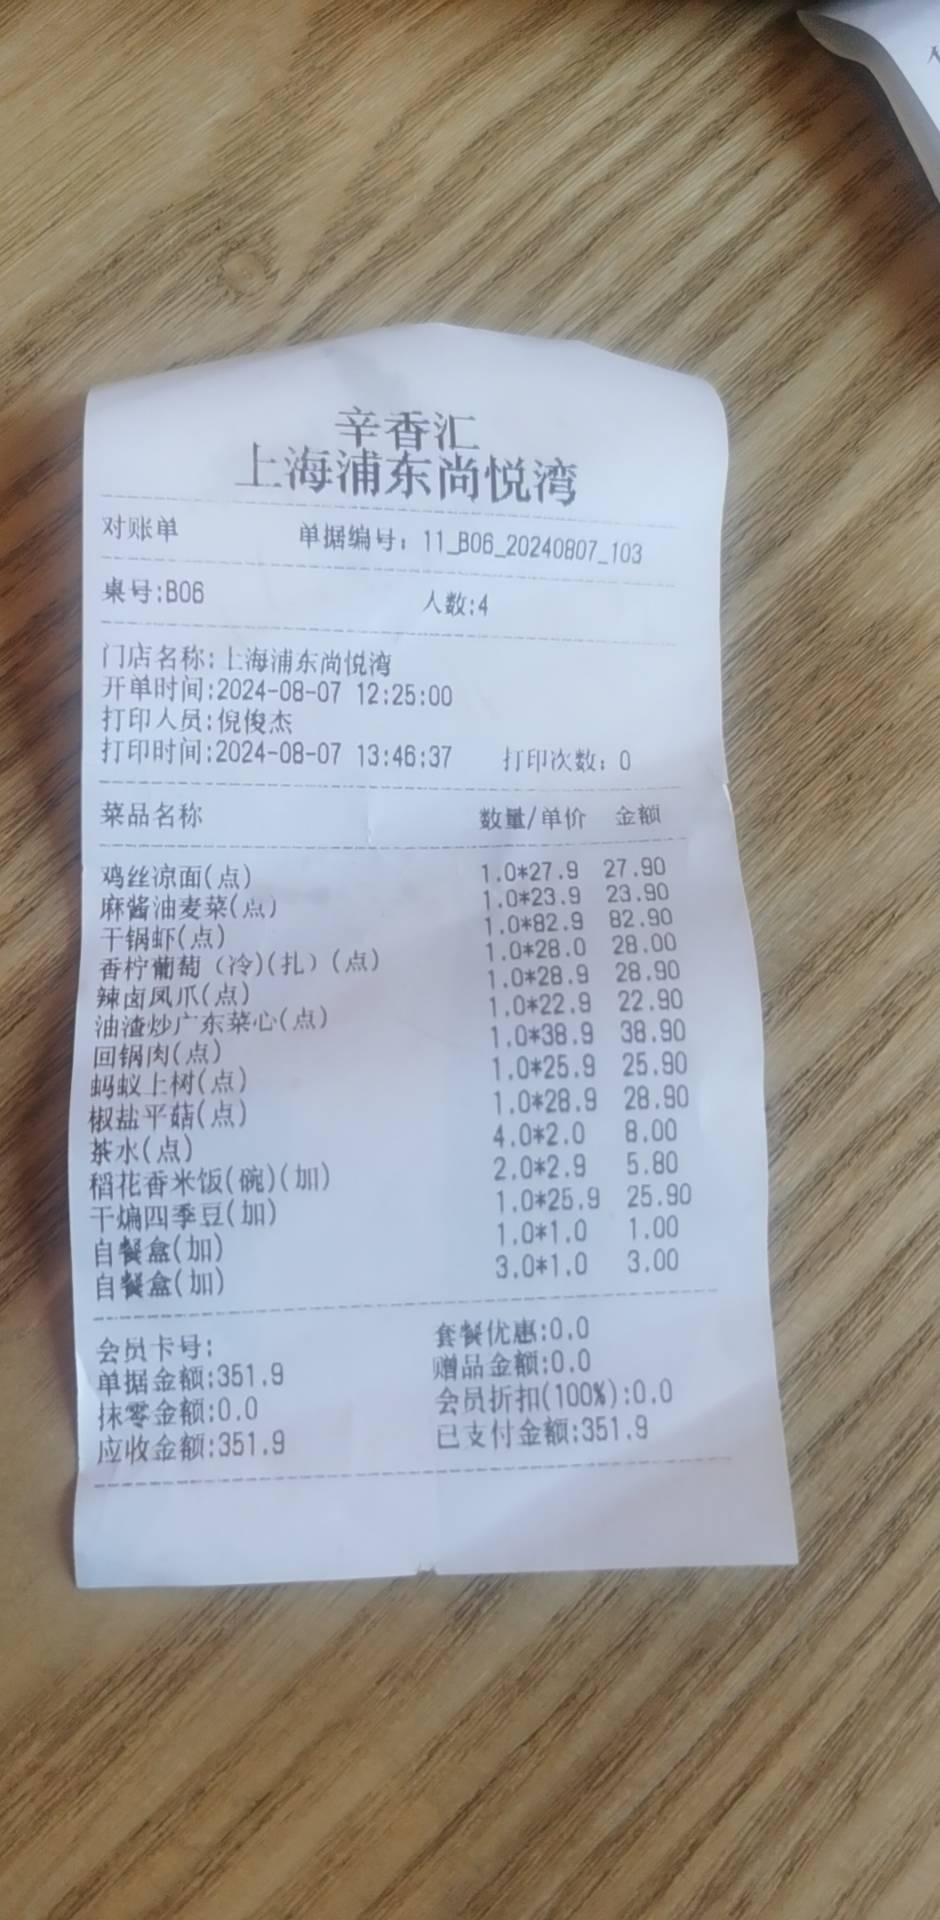 辛香汇
上海浦东尚悦湾
对账单 单据编号：11_B06_20240807_103
桌号:B06 人数:4
门店名称:上海浦东尚悦湾
开单时间:2024-08-07 12:25:00
打印人员:倪俊杰
打印时间:2024-08-07 13:46:37 打印次数：0
菜品名称 数量/单价 金额
鸡丝凉面(点) 1.0*27.9 27.90
麻酱油麦菜(点) 1.0*23.9 23.90
干锅虾(点) 1.0*82.9 82.90
香柠葡萄（冷)(扎）(点) 1.0*28.0 28.00
辣卤凤爪(点) 1.0*28.9 28.90
油渣炒广东菜心(点) 1.0*22.9 22.90
回锅肉(点) 1.0*38.9 38.90
蚂蚁上树(点) 1.0*25.9 25.90
椒盐平菇(点) 1.0*28.9 28.90
茶水(点) 4.0*2.0 8.00
稻花香米饭(碗)(加) 2.0*2.9 5.80
干煸四季豆(加) 1.0*25.9 25.90
自餐盒(加) 1.0*1.0 1.00
自餐盒(加) 3.0*1.0 3.00
会员卡号: 套餐优惠:0.0
单据金额:351.9 赠品金额:0.0
抹零金额:0.0 会员折扣(100%):0.0
应收金额:351.9 已支付金额:351.9